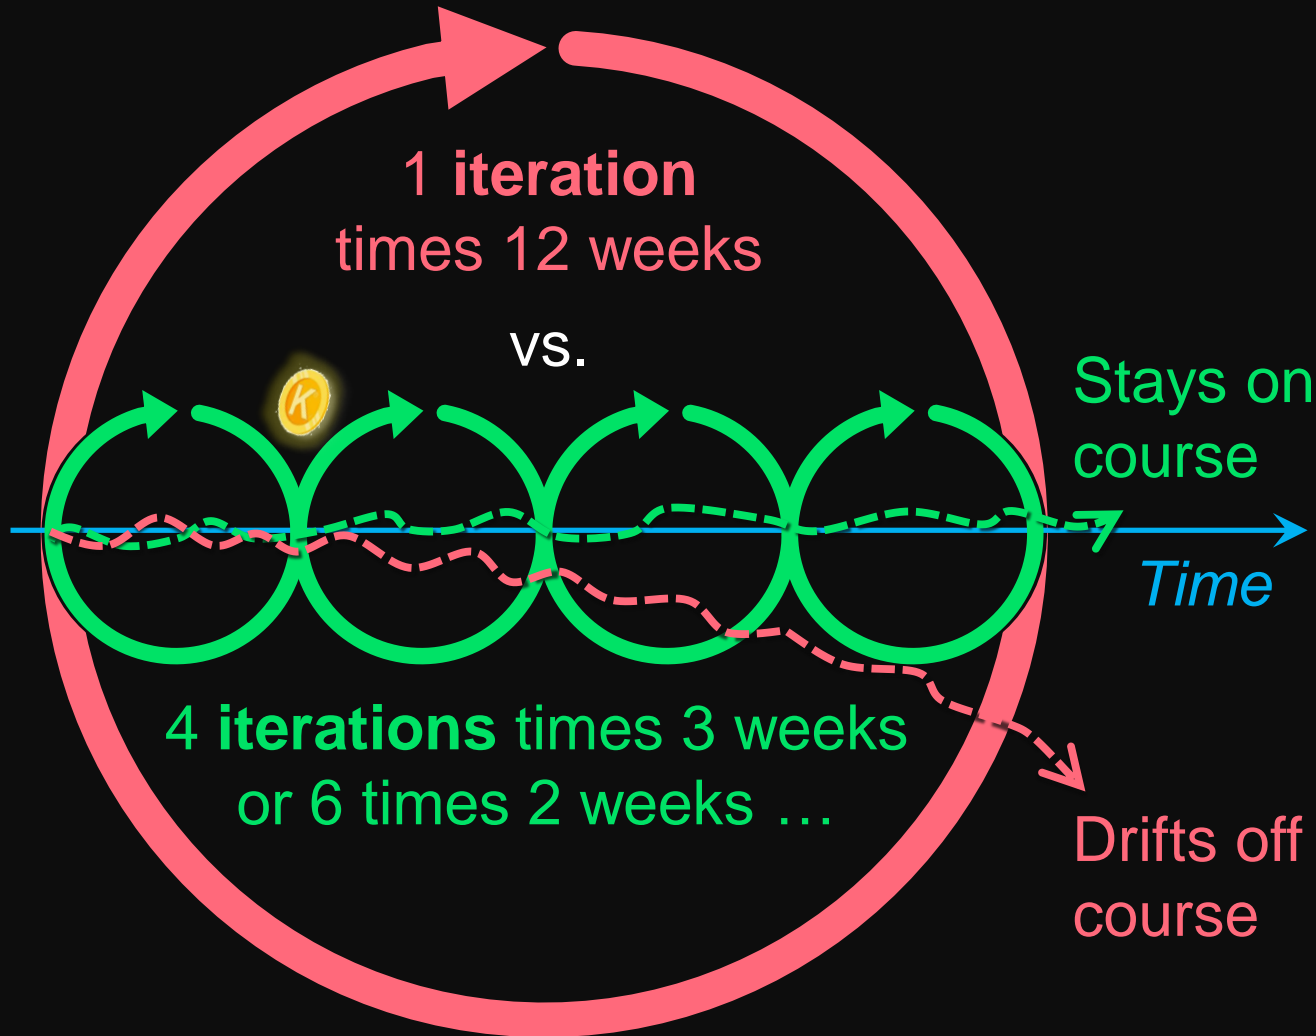 1 iteration
times 12 weeks
vs.
K
Stays on
course
Time
4 iterations times 3 weeks
or 6 times 2 weeks …
Drifts off
course